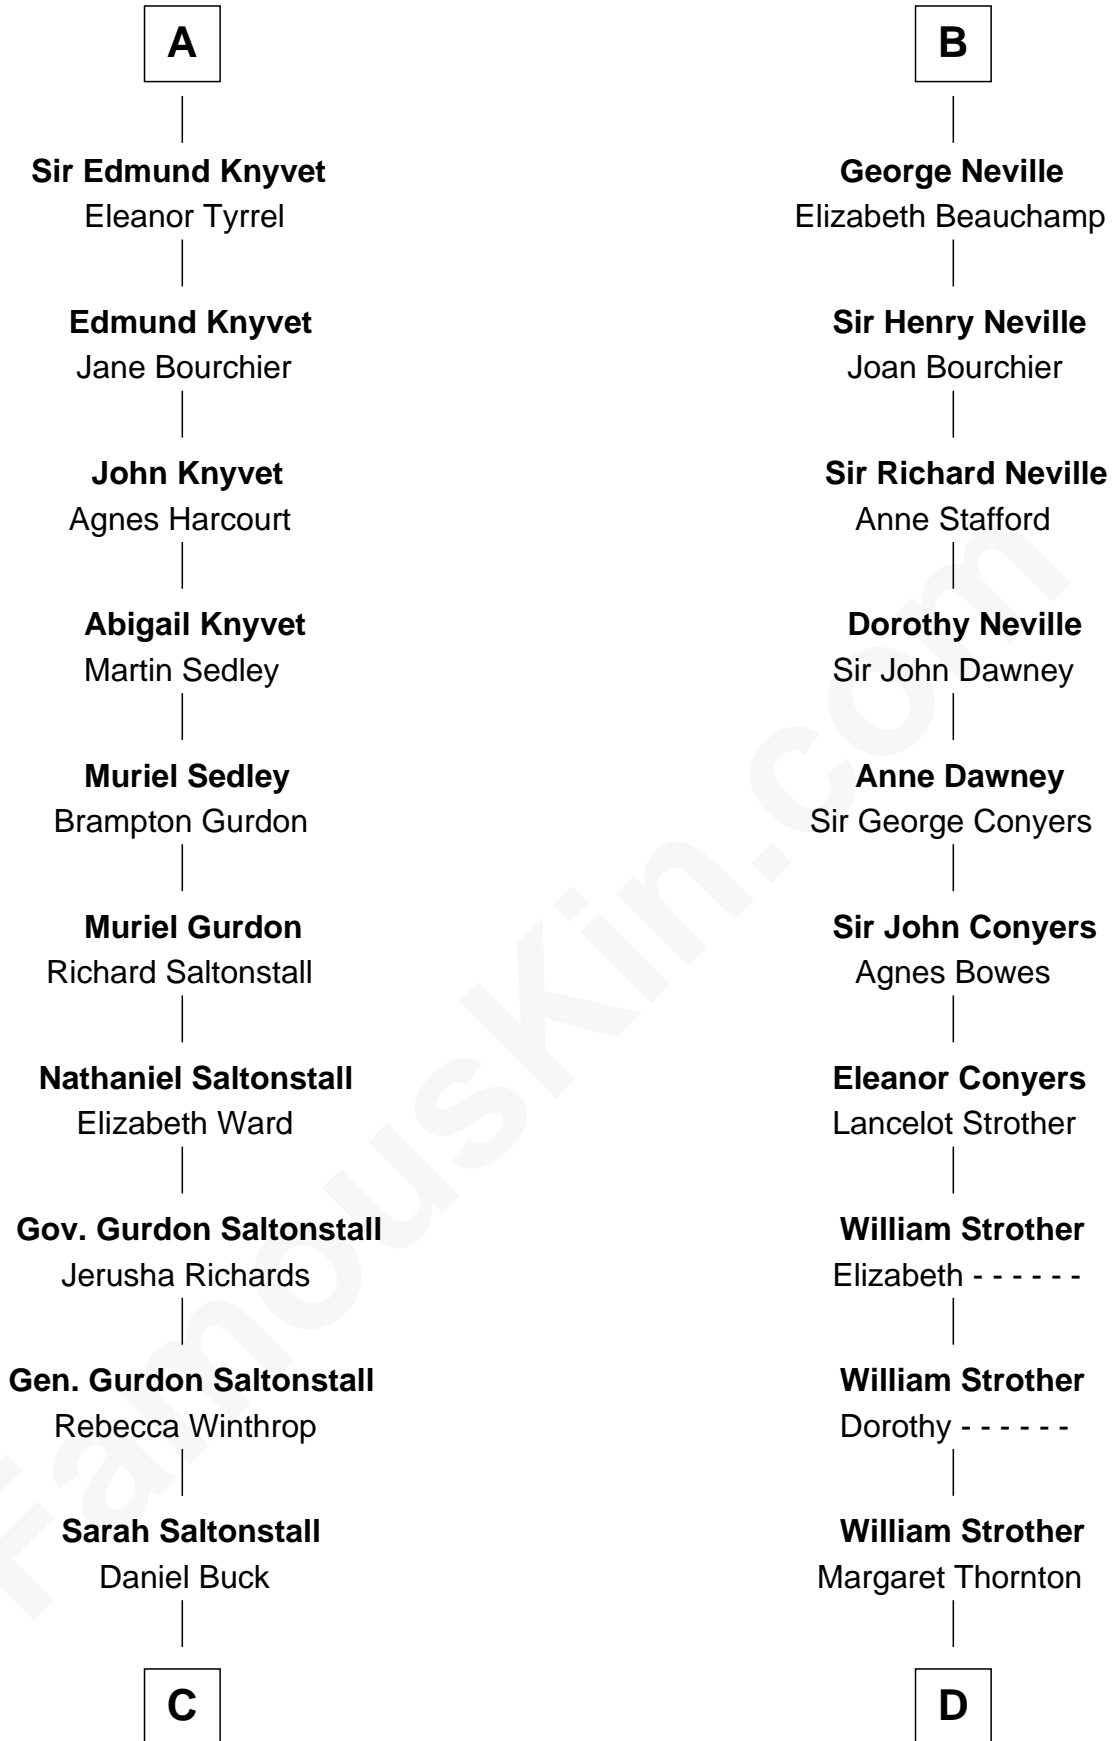 A
Sir Edmund Knyvet
Eleanor Tyrrel
Edmund Knyvet
Jane Bourchier
John Knyvet
Agnes Harcourt
Abigail Knyvet
Martin Sedley
Muriel Sedley
Brampton Gurdon
Muriel Gurdon
Richard Saltonstall
Nathaniel Saltonstall
Elizabeth Ward
Gov. Gurdon Saltonstall
Jerusha Richards
Gen. Gurdon Saltonstall
Rebecca Winthrop
Sarah Saltonstall
Daniel Buck
C
B
George Neville
Elizabeth Beauchamp
Sir Henry Neville
Joan Bourchier
Sir Richard Neville
Anne Stafford
Dorothy Neville
Sir John Dawney
Anne Dawney
Sir George Conyers
Sir John Conyers
Agnes Bowes
Eleanor Conyers
Lancelot Strother
William Strother
Elizabeth - - - - - -
William Strother
Dorothy - - - - - -
William Strother
Margaret Thornton
D
FamousKin.com